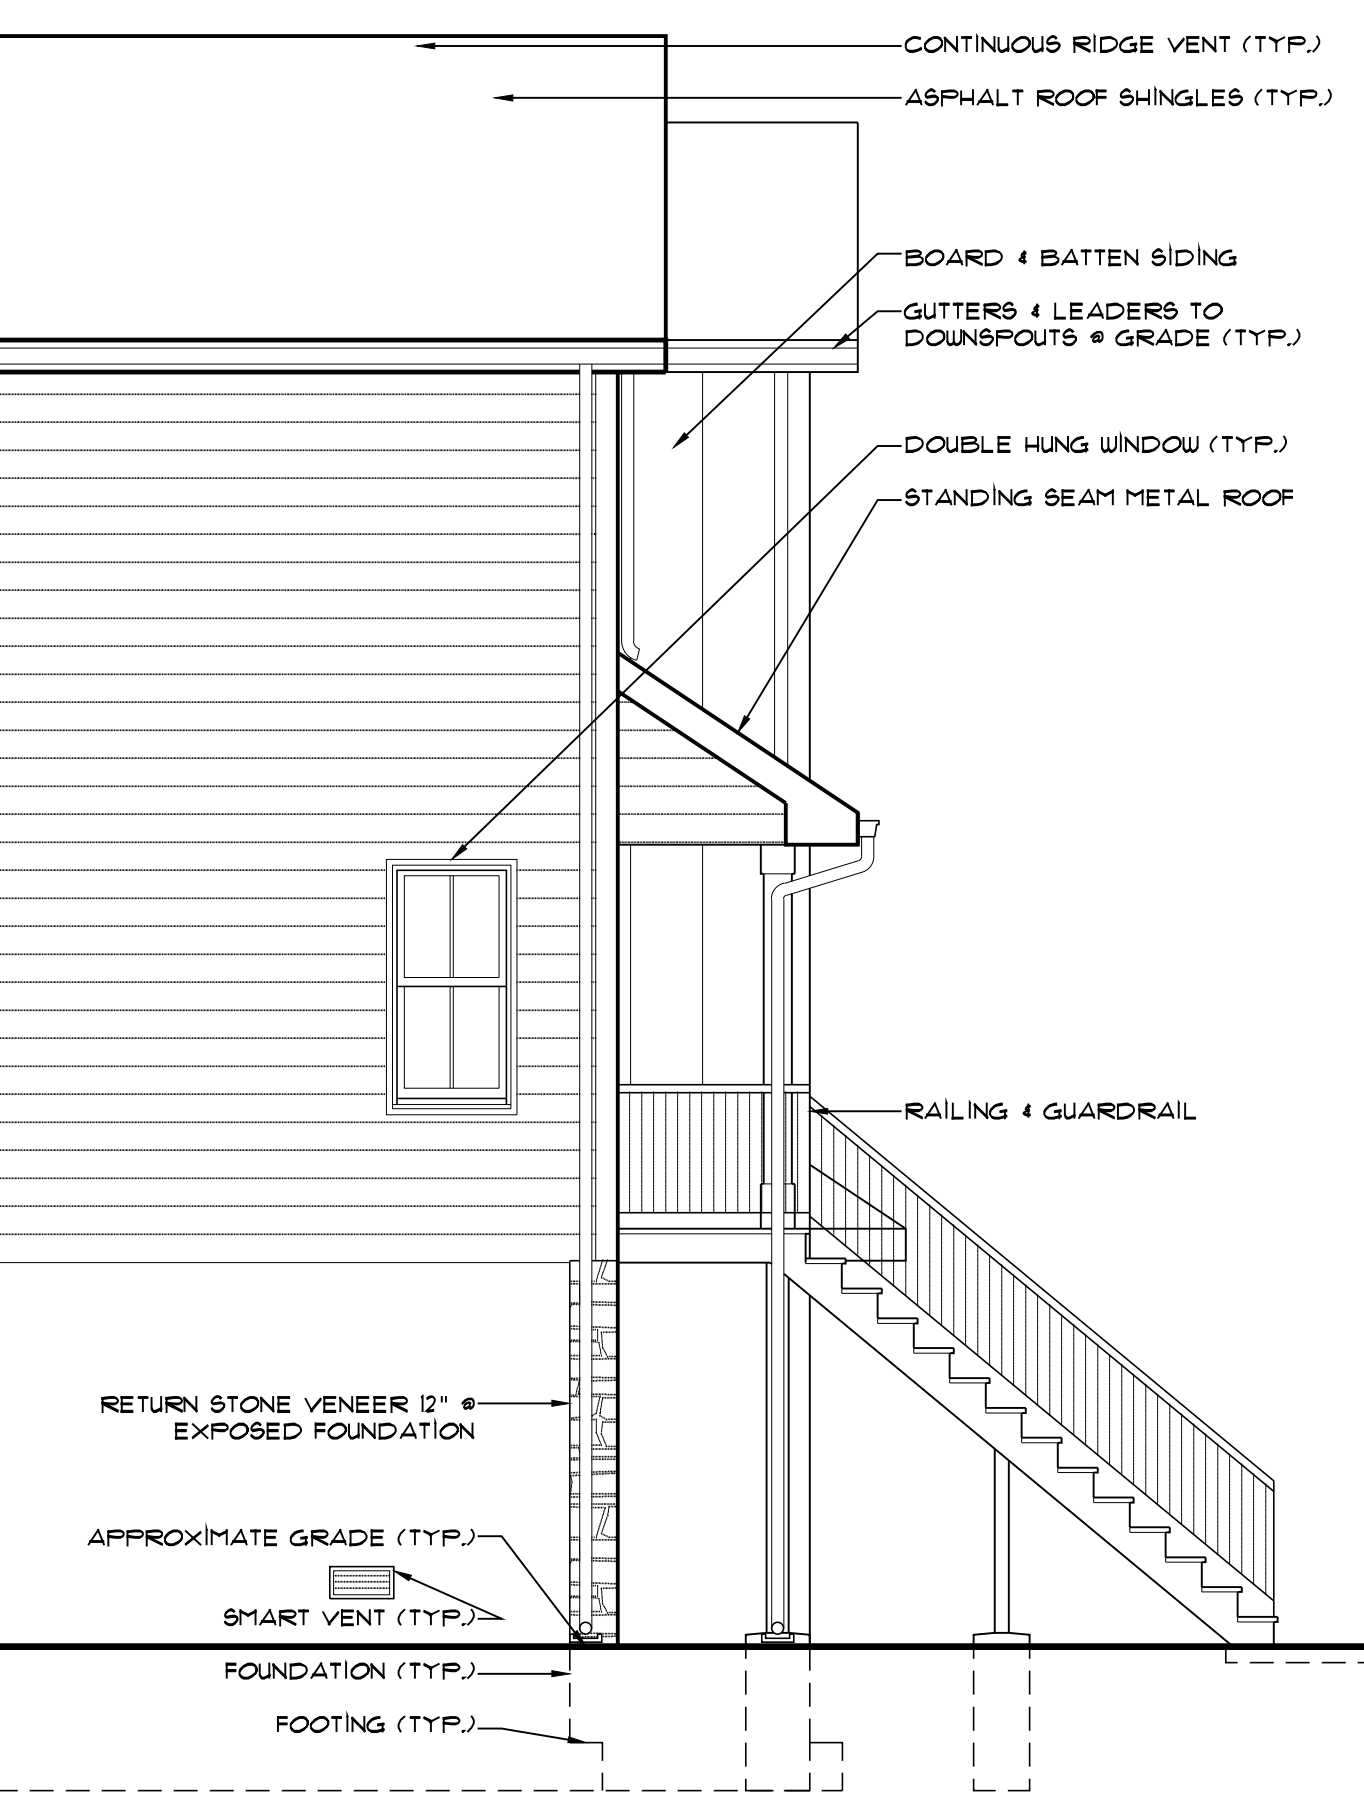 CONTINUOUS RIDGE VENT (TYP.)
ASPHALT ROOF SHINGLES (TYP.)
BOARD & BATTEN SIDING
GUTTERS & LEADERS TO
DOWNSPOUTS @ GRADE (TYP.)
DOUBLE HUNG WINDOW (TYP.)
STANDING SEAM METAL ROOF
RAILING & GUARDRAIL
RETURN STONE VENEER 12" @
EXPOSED FOUNDATION
APPROXIMATE GRADE (TYP.)
SMART VENT (TYP.)
FOUNDATION (TYP.)
FOOTING (TYP.)